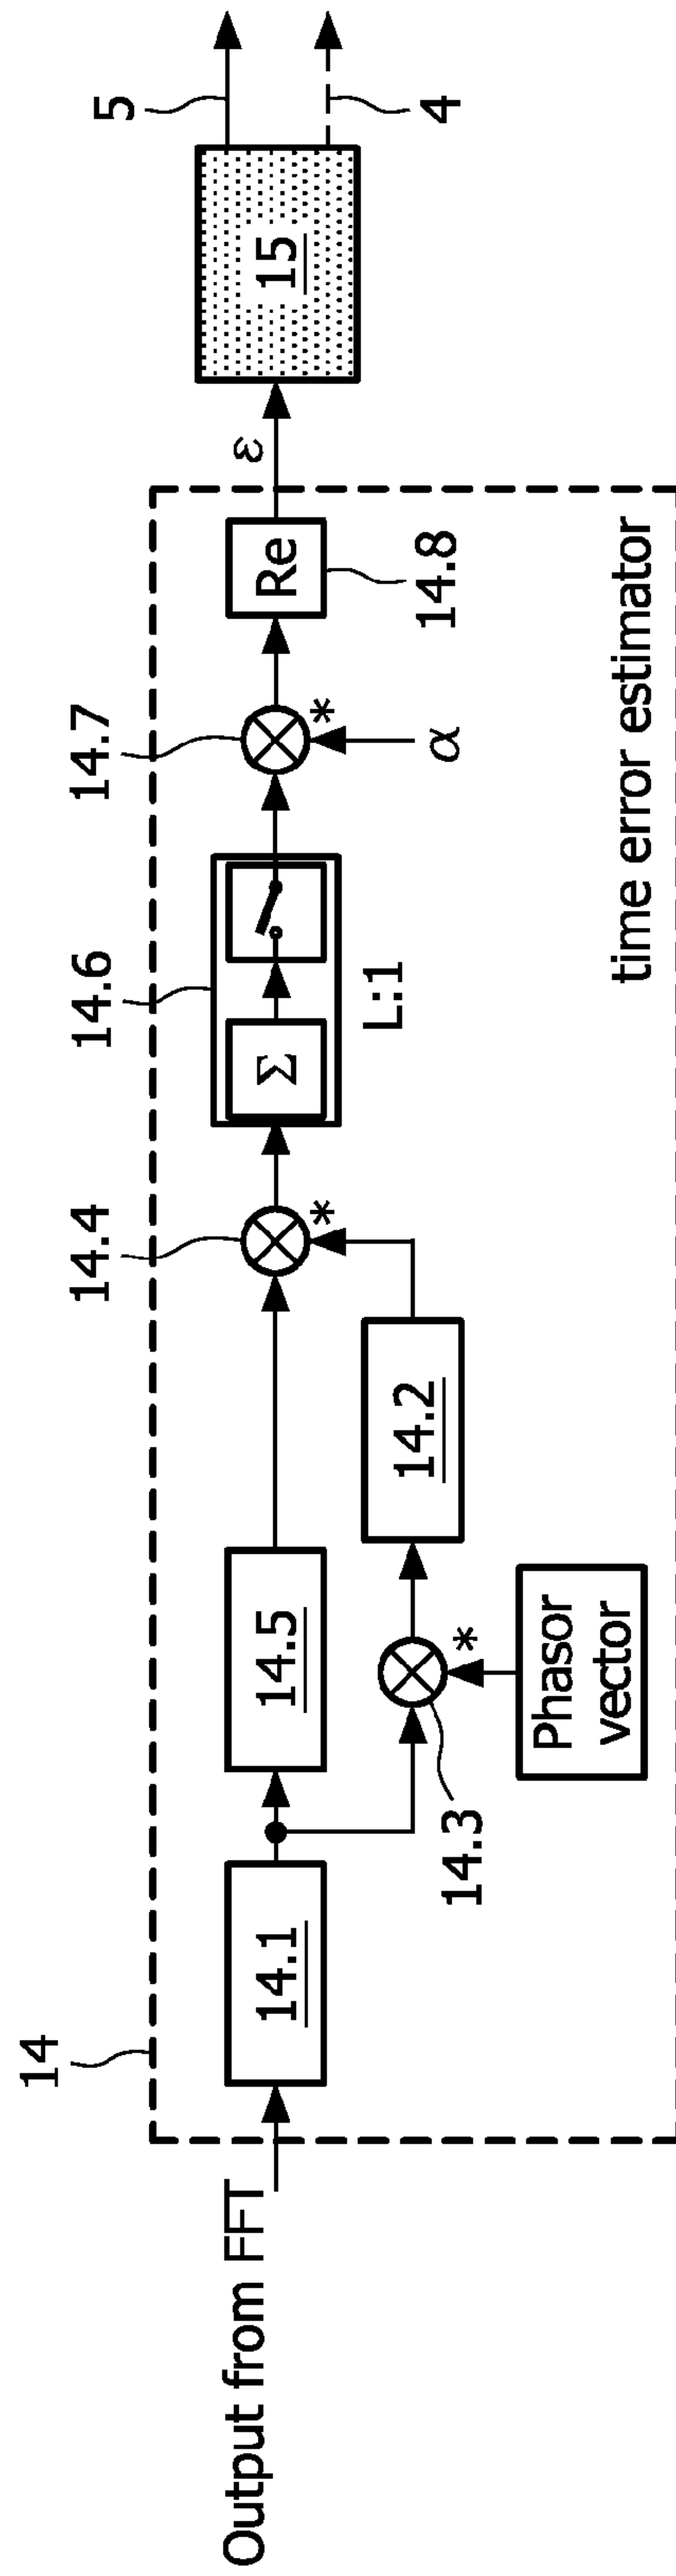 Output from FFT
14
14.1
14.5
14.3
Phasor
vector
*
14.2
14.4
*
14.6
Σ
L:1
14.7
*
α
Re
14.8
ε
15
5
4
time error estimator